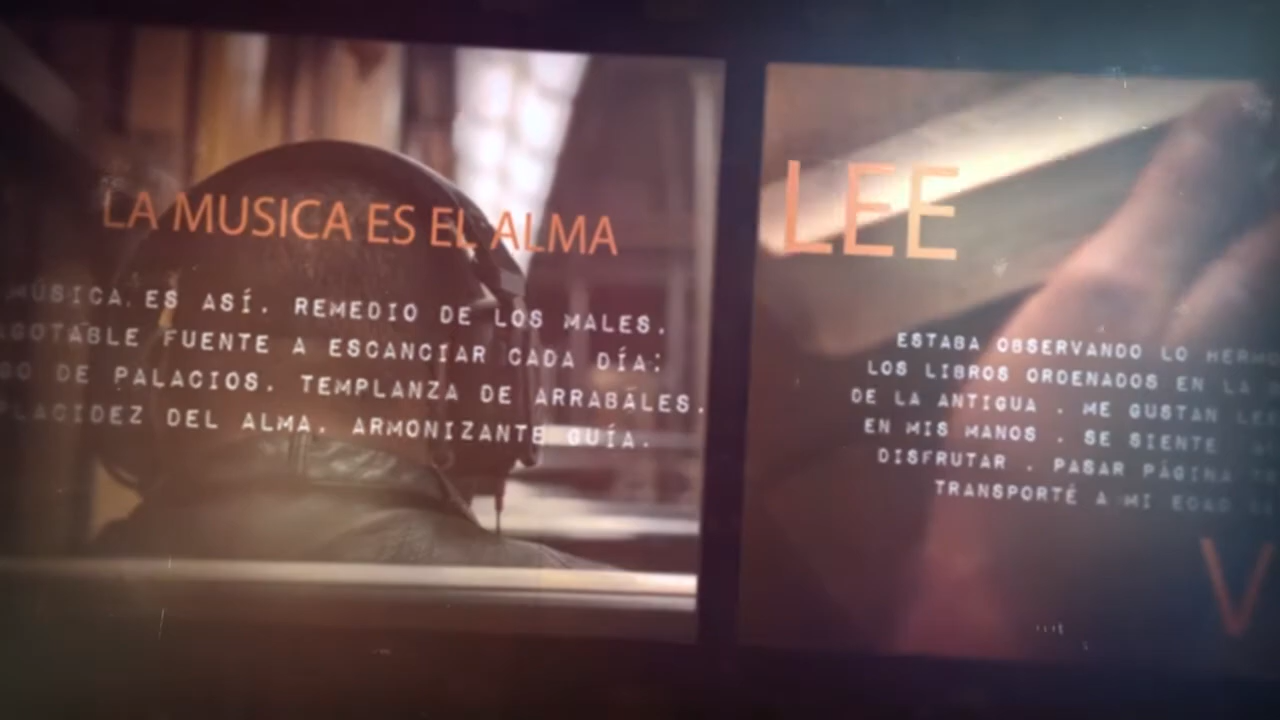 LA MUSICA ES EL ALMA
MÚSICA. ES ASÍ. REMEDIO DE LOS MALES.
AGOTABLE FUENTE A ESCANCIAR CADA DÍA:
DE PALACIOS. TEMPLANZA DE ARRABALES.
PLACIDEZ DEL ALMA. ARMONIZANTE GUÍA.
LEE
ESTABA OBSERVANDO LO
LOS LIBROS ORDENADOS EN LA
DE LA ANTIGUA . ME GUSTAN
EN MIS MANOS . SE SIENTE
DISFRUTAR . PASAR PÁGINA
TRANSPORTÉ A MI EDAD
V